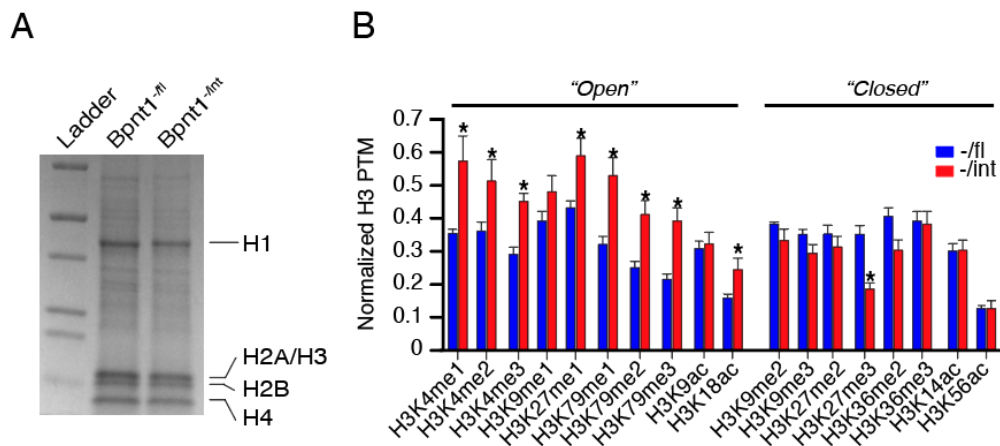 A
Ladder
Bpnt1-/fl
Bpnt1-/int
H1
H2A/H3
H2B
H4
B
"Open"
"Closed"
Normalized H3 PTM
0.7
0.6
0.5
0.4
0.3
0.2
0.1
0
* * * * * * * * *
-/fl
-/int
H3K4me1
H3K4me2
H3K4me3
H3K9me1
H3K27me1
H3K79me1
H3K79me2
H3K79me3
H3K9ac
H3K18ac
H3K9me2
H3K9me3
H3K27me2
H3K27me3
H3K36me2
H3K36me3
H3K14ac
H3K56ac